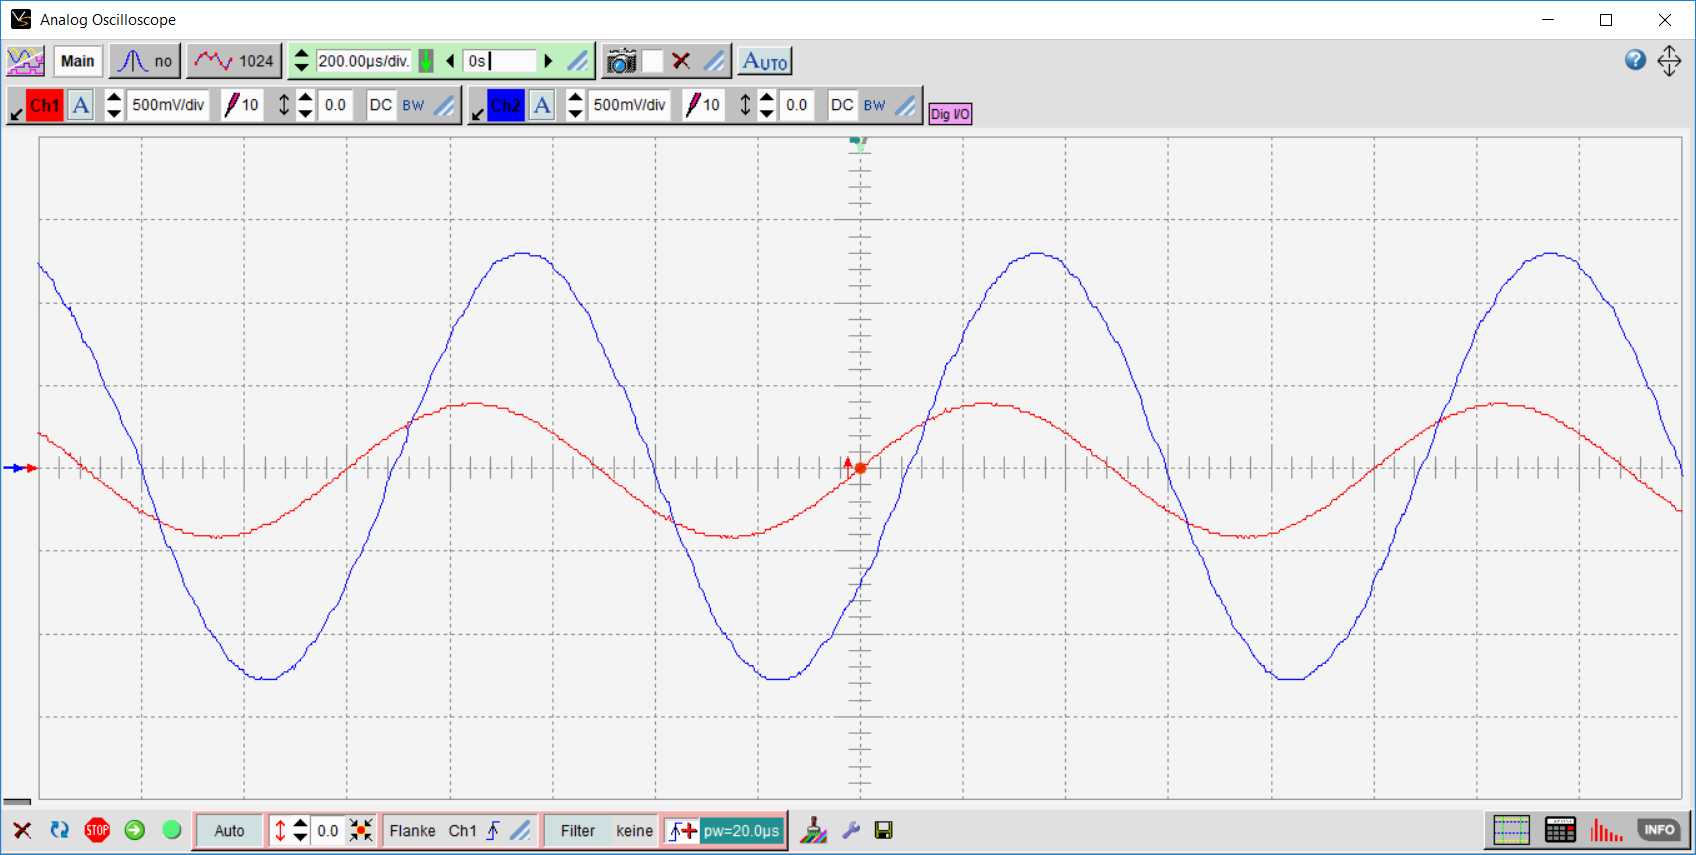 Analog Oscilloscope
Main no 1024 200.00µs/div. 0s AUTO ?
Ch1 A 500mV/div 10 0.0 DC BW Ch2 A 500mV/div 10 0.0 DC BW Dig I/O
STOP Auto 0.0 Flanke Ch1 Filter keine pw=20.0µs INFO